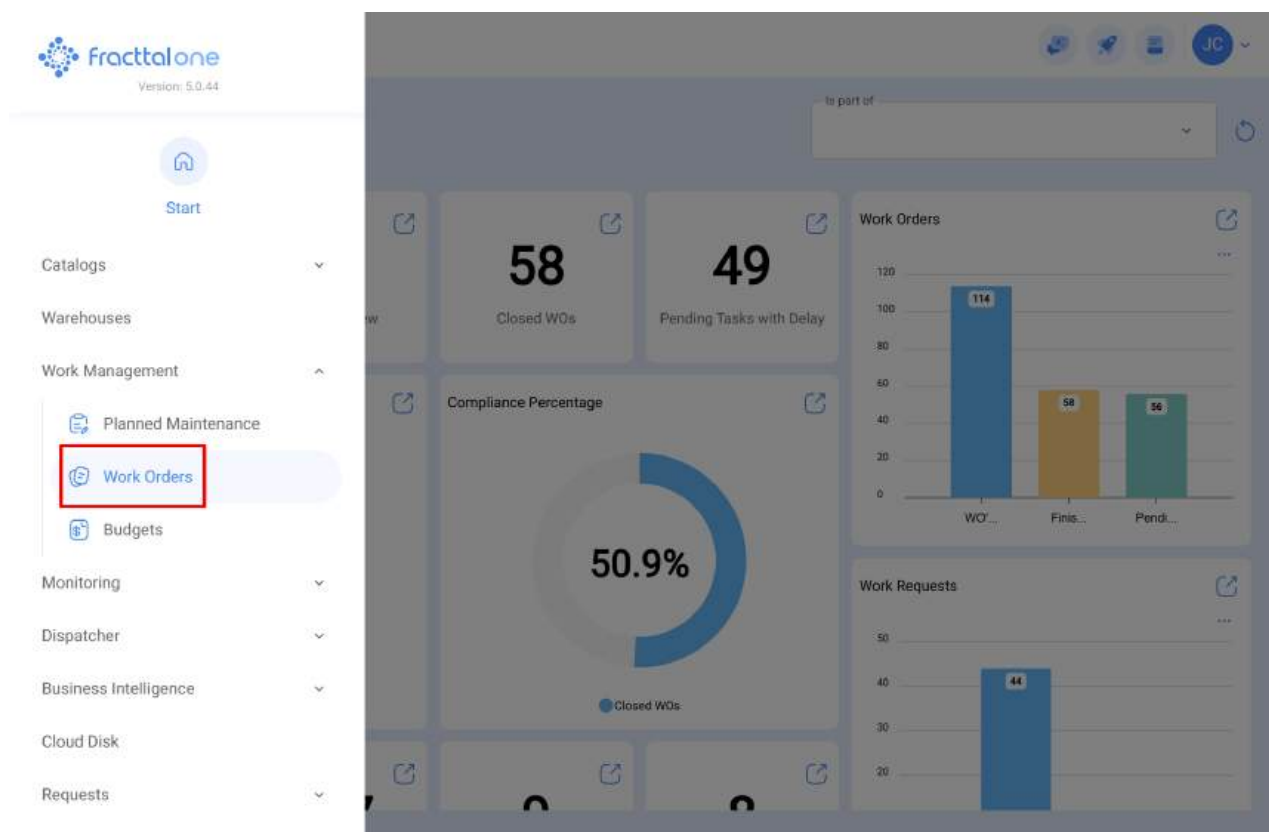 fracttalone
Version: 5.0.44
Start
Catalogs
Warehouses
Work Management
Planned Maintenance
Work Orders
Budgets
Monitoring
Dispatcher
Business Intelligence
Cloud Disk
Requests
JC
Is part of
58
Closed WOs
49
Pending Tasks with Delay
Work Orders
120
100
80
60
40
20
0
114
58
56
WO'...
Finis...
Pendi...
Compliance Percentage
50.9%
Closed WOs
Work Requests
50
40
30
20
44